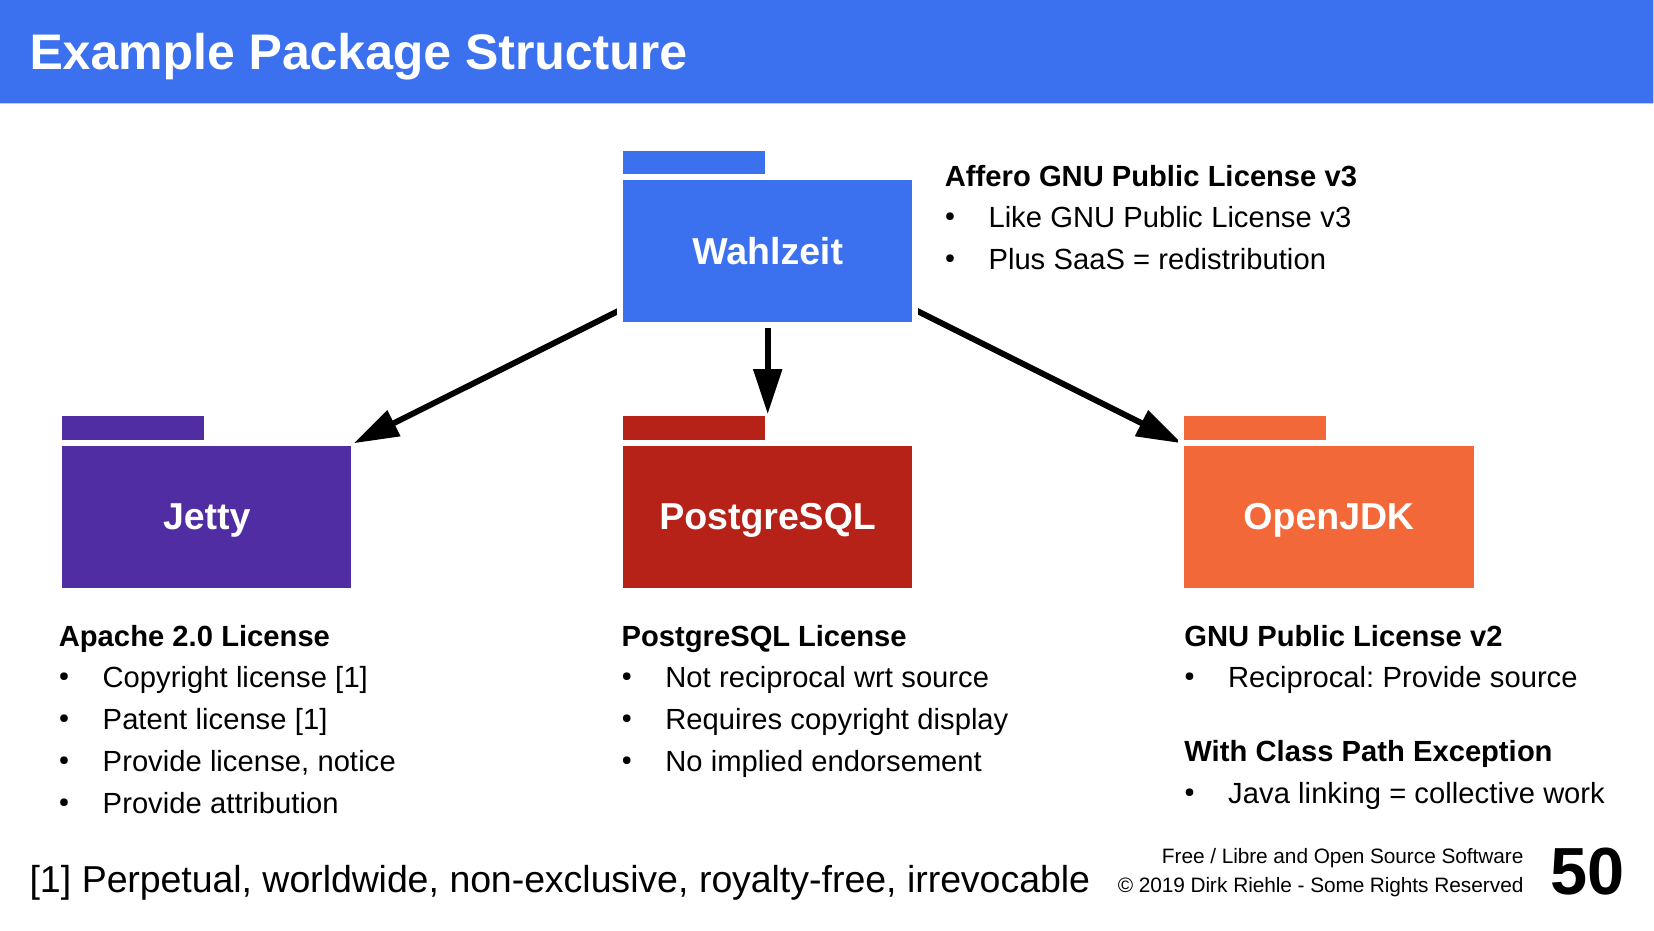 Example Package Structure
Wahlzeit
Affero GNU Public License v3
• Like GNU Public License v3
• Plus SaaS = redistribution
Jetty
PostgreSQL
OpenJDK
Apache 2.0 License
• Copyright license [1]
• Patent license [1]
• Provide license, notice
• Provide attribution
PostgreSQL License
• Not reciprocal wrt source
• Requires copyright display
• No implied endorsement
GNU Public License v2
• Reciprocal: Provide source
With Class Path Exception
• Java linking = collective work
[1] Perpetual, worldwide, non-exclusive, royalty-free, irrevocable
Free / Libre and Open Source Software
© 2019 Dirk Riehle - Some Rights Reserved
50